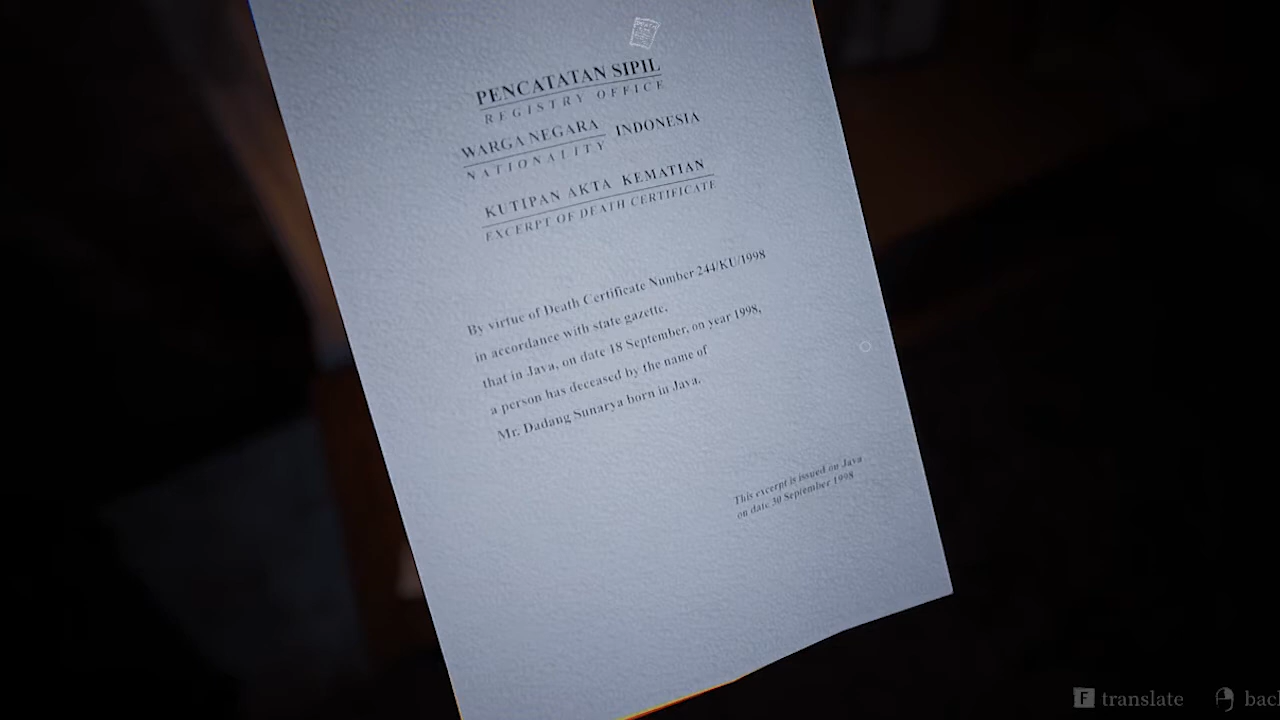 PENCATATAN SIPIL
REGISTRY OFFICE
WARGA NEGARA INDONESIA
NATIONALITY
KUTIPAN AKTA KEMATIAN
EXCERPT OF DEATH CERTIFICATE
By virtue of Death Certificate Number 244/KU/1998
in accordance with state gazette.
that in Java, on date 18 September, on year 1998,
a person has deceased by the name of
Mr. Dadang Sunarya born in Java.
This excerpt is issued on Java
on date 30 September 1998
F translate
back